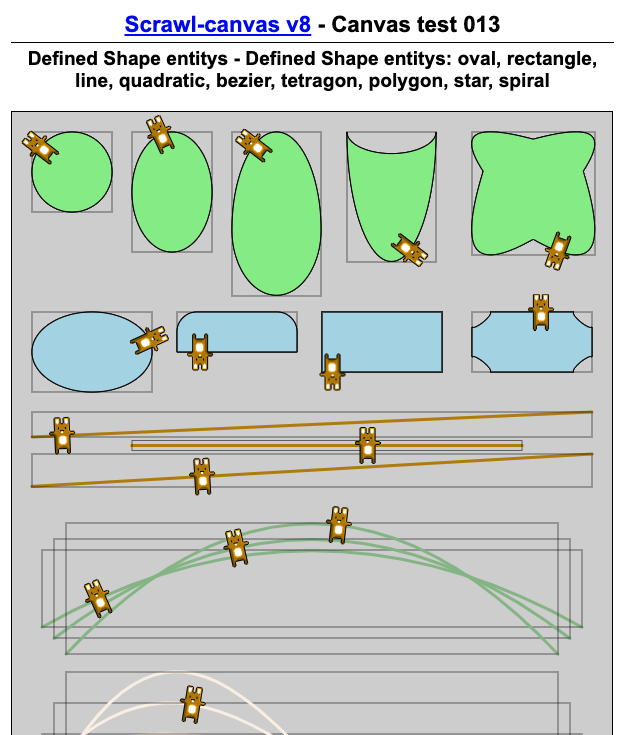 Scrawl-canvas v8 - Canvas test 013
Defined Shape entitys - Defined Shape entitys: oval, rectangle,
line, quadratic, bezier, tetragon, polygon, star, spiral